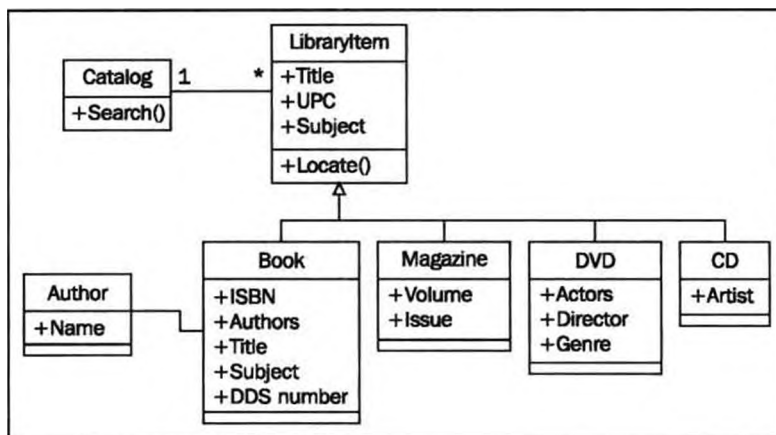 LibraryItem
+Title
+UPC
+Subject
+Locate()
Catalog
+Search()
1
*
Author
+Name
Book
+ISBN
+Authors
+Title
+Subject
+DDS number
Magazine
+Volume
+Issue
DVD
+Actors
+Director
+Genre
CD
+Artist